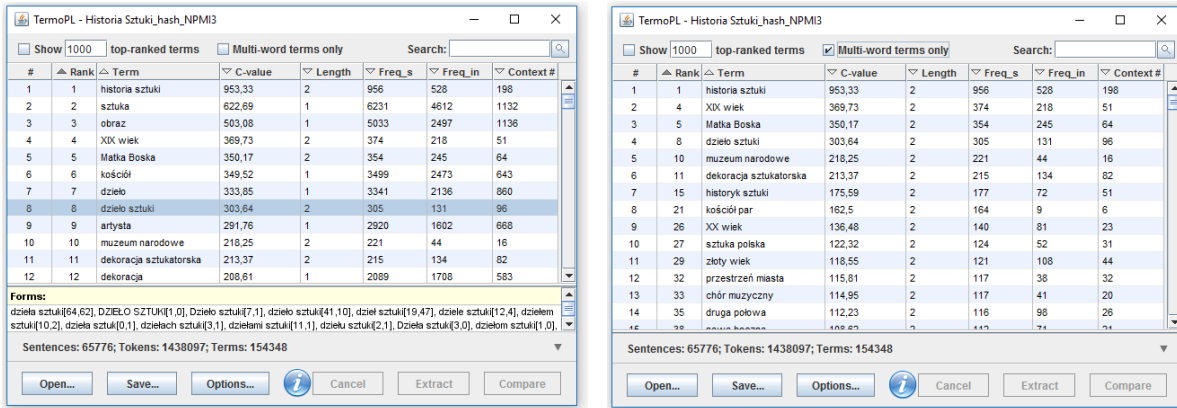 TermoPL - Historia Sztuki_hash_NPMI3
Show 1000 top-ranked terms Multi-word terms only Search:
# Rank Term C-value Length Freq_s Freq_in Context #
1 1 historia sztuki 953,33 2 956 528 198
2 2 sztuka 622,69 1 6231 4612 1132
3 3 obraz 503,08 1 5033 2497 1136
4 4 XIX wiek 369,73 2 374 218 51
5 5 Matka Boska 350,17 2 354 245 64
6 6 kościół 349,52 1 3499 2473 643
7 7 dzieło 333,85 1 3341 2136 860
8 8 dzieło sztuki 303,64 2 305 131 96
9 9 artysta 291,76 1 2920 1602 668
10 10 muzeum narodowe 218,25 2 221 44 16
11 11 dekoracja sztukatorska 213,37 2 215 134 82
12 12 dekoracja 208,61 1 2089 1708 583
Forms:
dzieła sztuki[64,62], DZIEŁO SZTUKI[1,0], Dzieło sztuki[7,1], dzieło sztuki[41,10], dzieł sztuki[19,47], dziele sztuki[12,4], dziełem
sztuki[10,2], dzieła sztuk[0,1], dziełach sztuki[3,1], dziełami sztuki[11,1], dziełu sztuki[2,1], Dzieła sztuki[3,0], dziełom sztuki[1,0],
Sentences: 65776; Tokens: 1438097; Terms: 154348
Open... Save... Options... i Cancel Extract Compare
TermoPL - Historia Sztuki_hash_NPMI3
Show 1000 top-ranked terms Multi-word terms only Search:
# Rank Term C-value Length Freq_s Freq_in Context #
1 1 historia sztuki 953,33 2 956 528 198
2 4 XIX wiek 369,73 2 374 218 51
3 5 Matka Boska 350,17 2 354 245 64
4 8 dzieło sztuki 303,64 2 305 131 96
5 10 muzeum narodowe 218,25 2 221 44 16
6 11 dekoracja sztukatorska 213,37 2 215 134 82
7 15 historyk sztuki 175,59 2 177 72 51
8 21 kościół par 162,5 2 164 9 6
9 26 XX wiek 136,48 2 140 81 23
10 27 sztuka polska 122,32 2 124 52 31
11 29 złoty wiek 118,55 2 121 108 44
12 32 przestrzeń miasta 115,81 2 117 38 32
13 33 chór muzyczny 114,95 2 117 41 20
14 35 druga połowa 112,23 2 116 98 26
15 38 nawa boczna 108,62 2 112 71 21
Sentences: 65776; Tokens: 1438097; Terms: 154348
Open... Save... Options... i Cancel Extract Compare